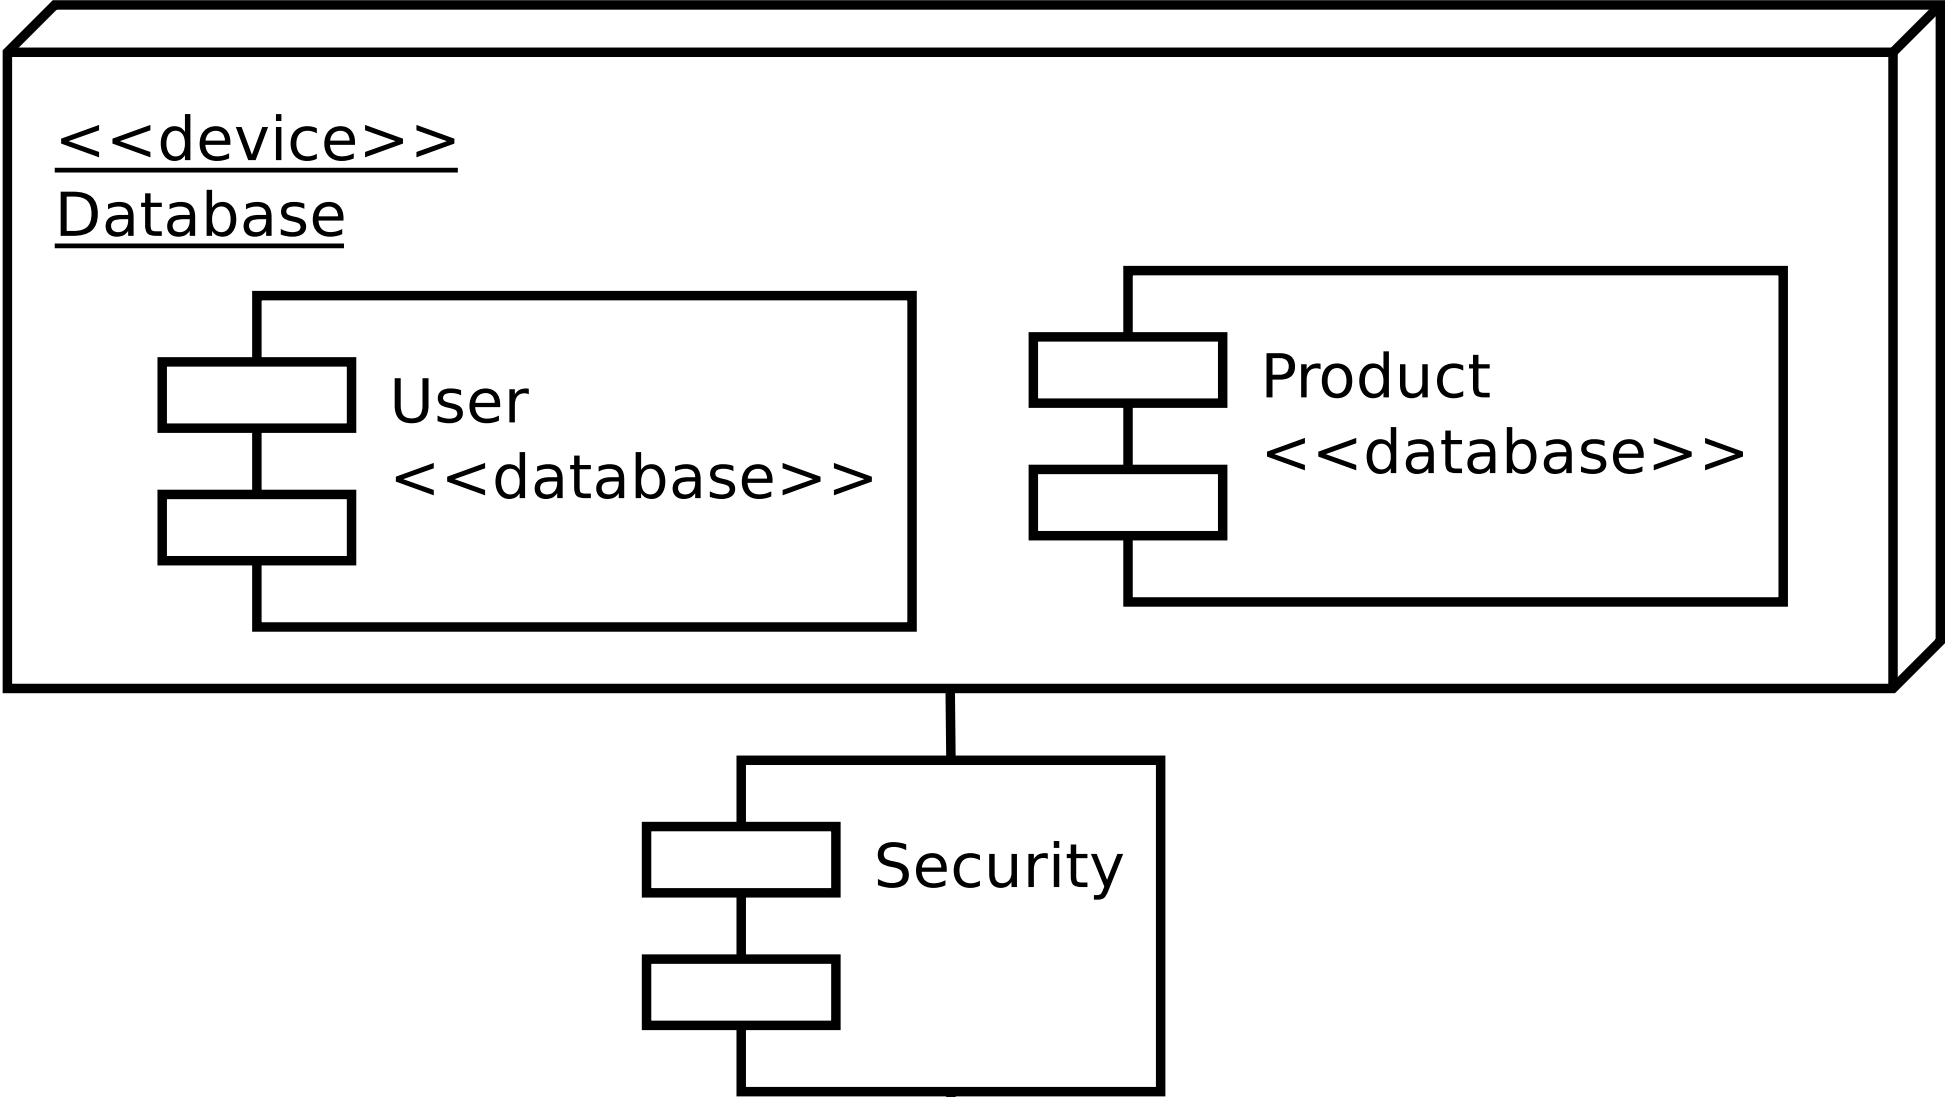 <<device>>
Database
User
<<database>>
Product
<<database>>
Security